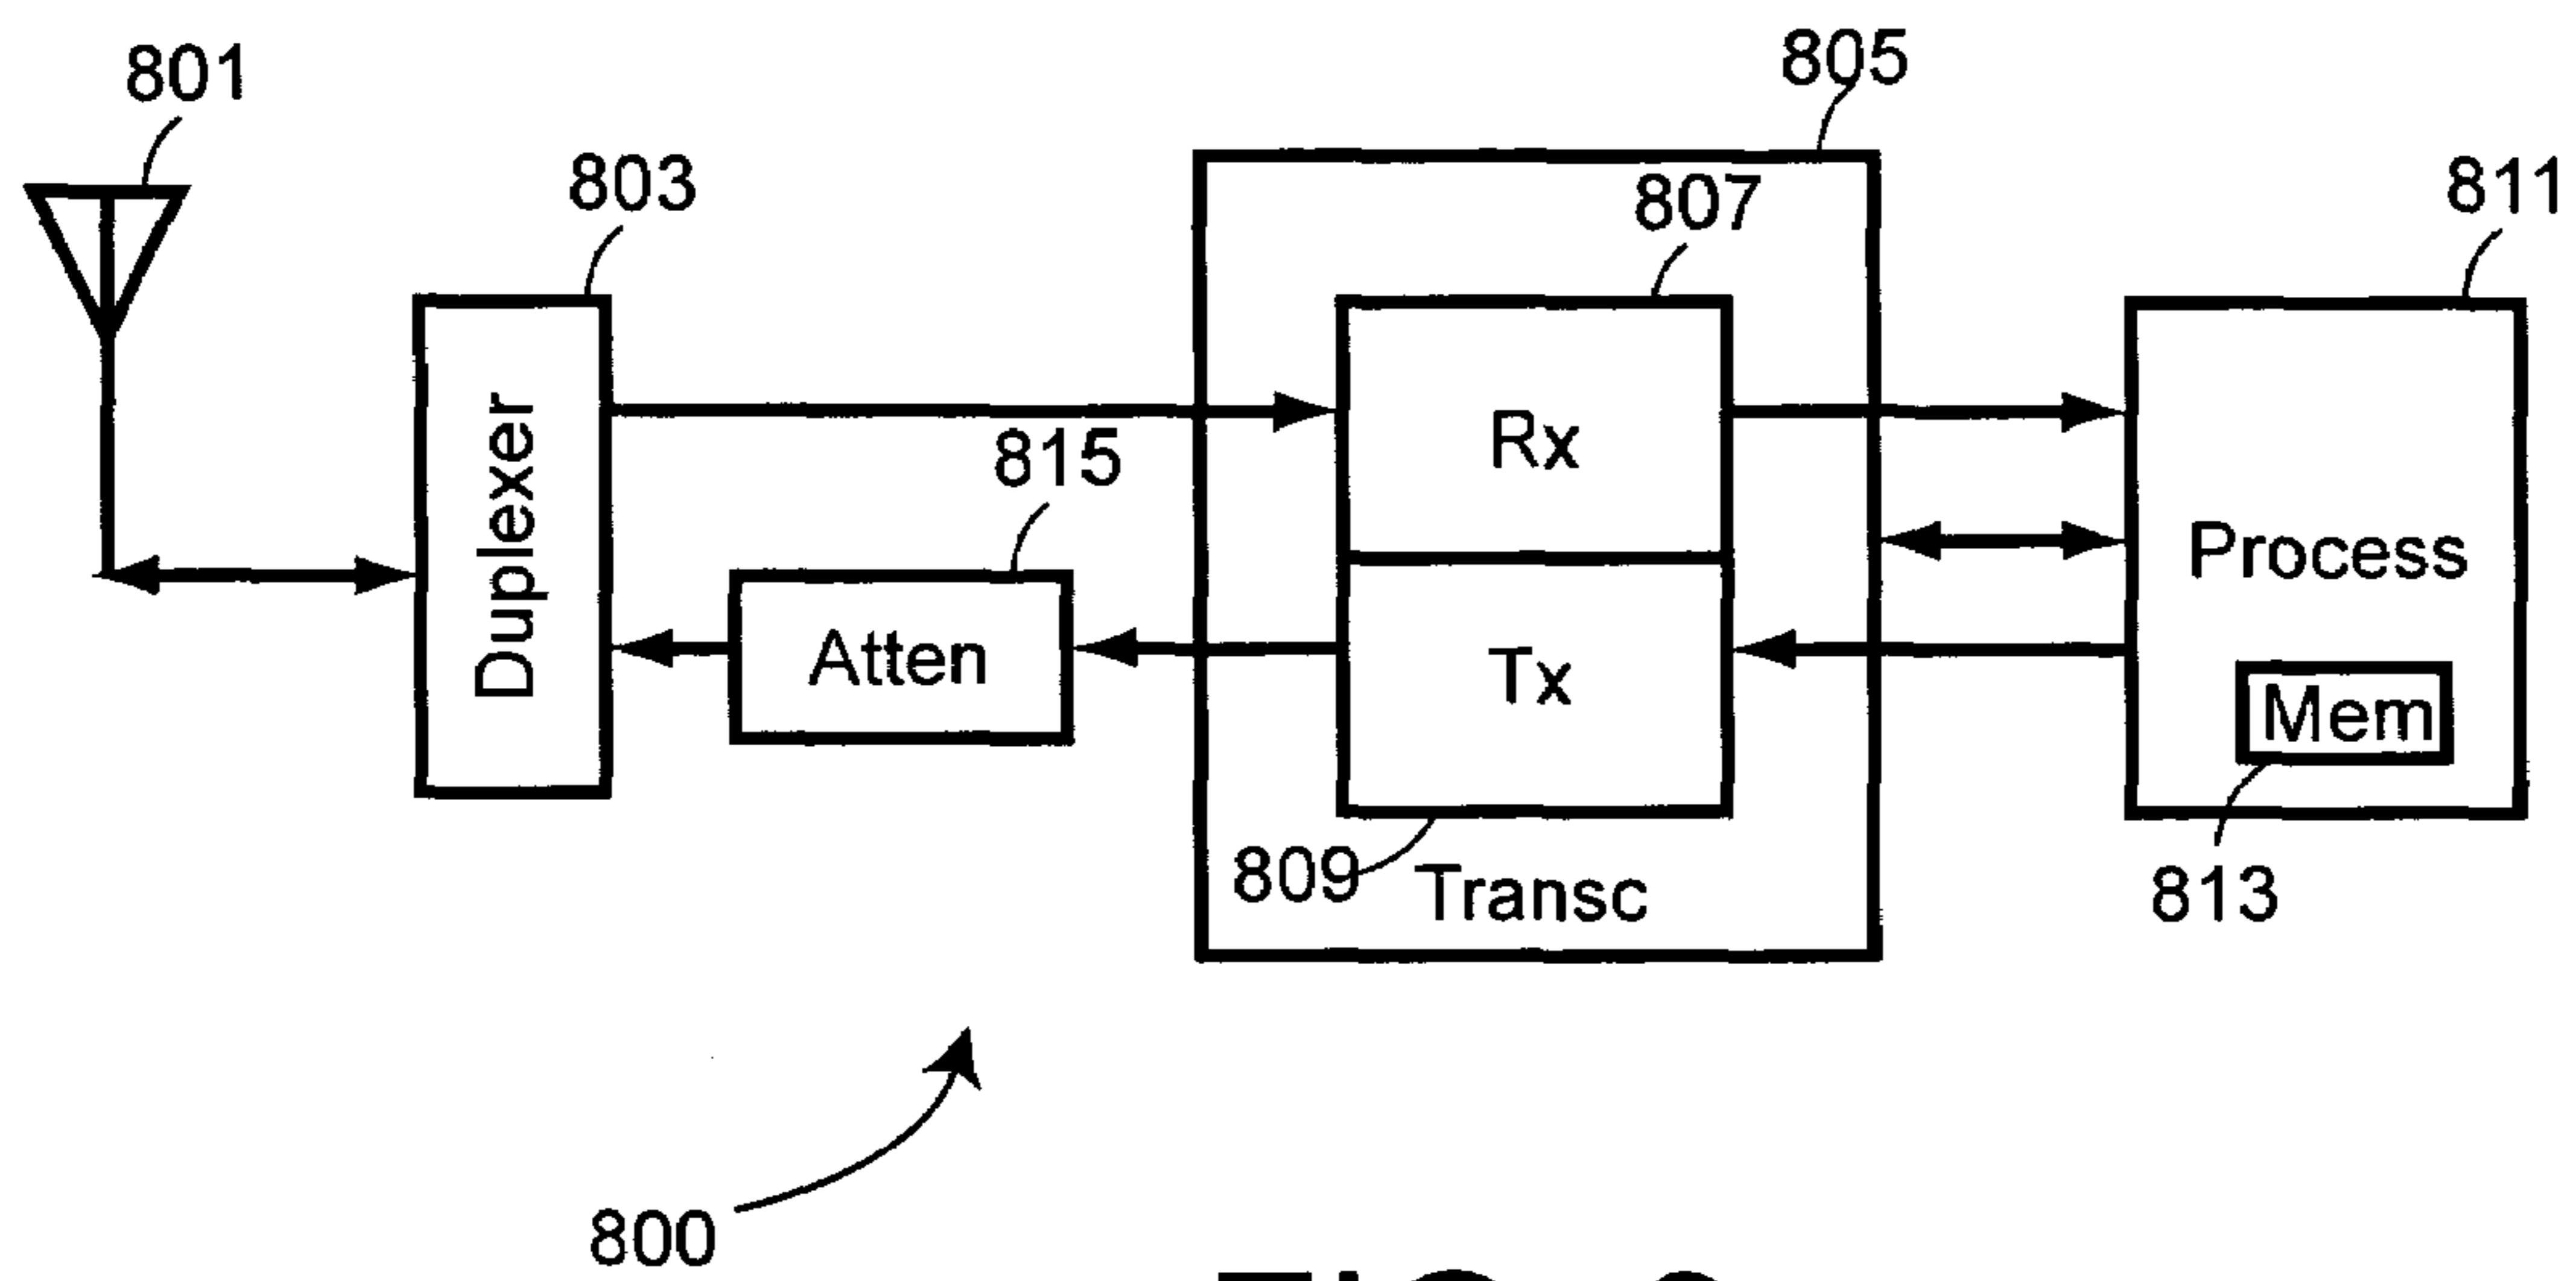 801
805
803
807
811
815
Rx
Duplexer
Process
Atten
Tx
Mem
809
Transc
813
800